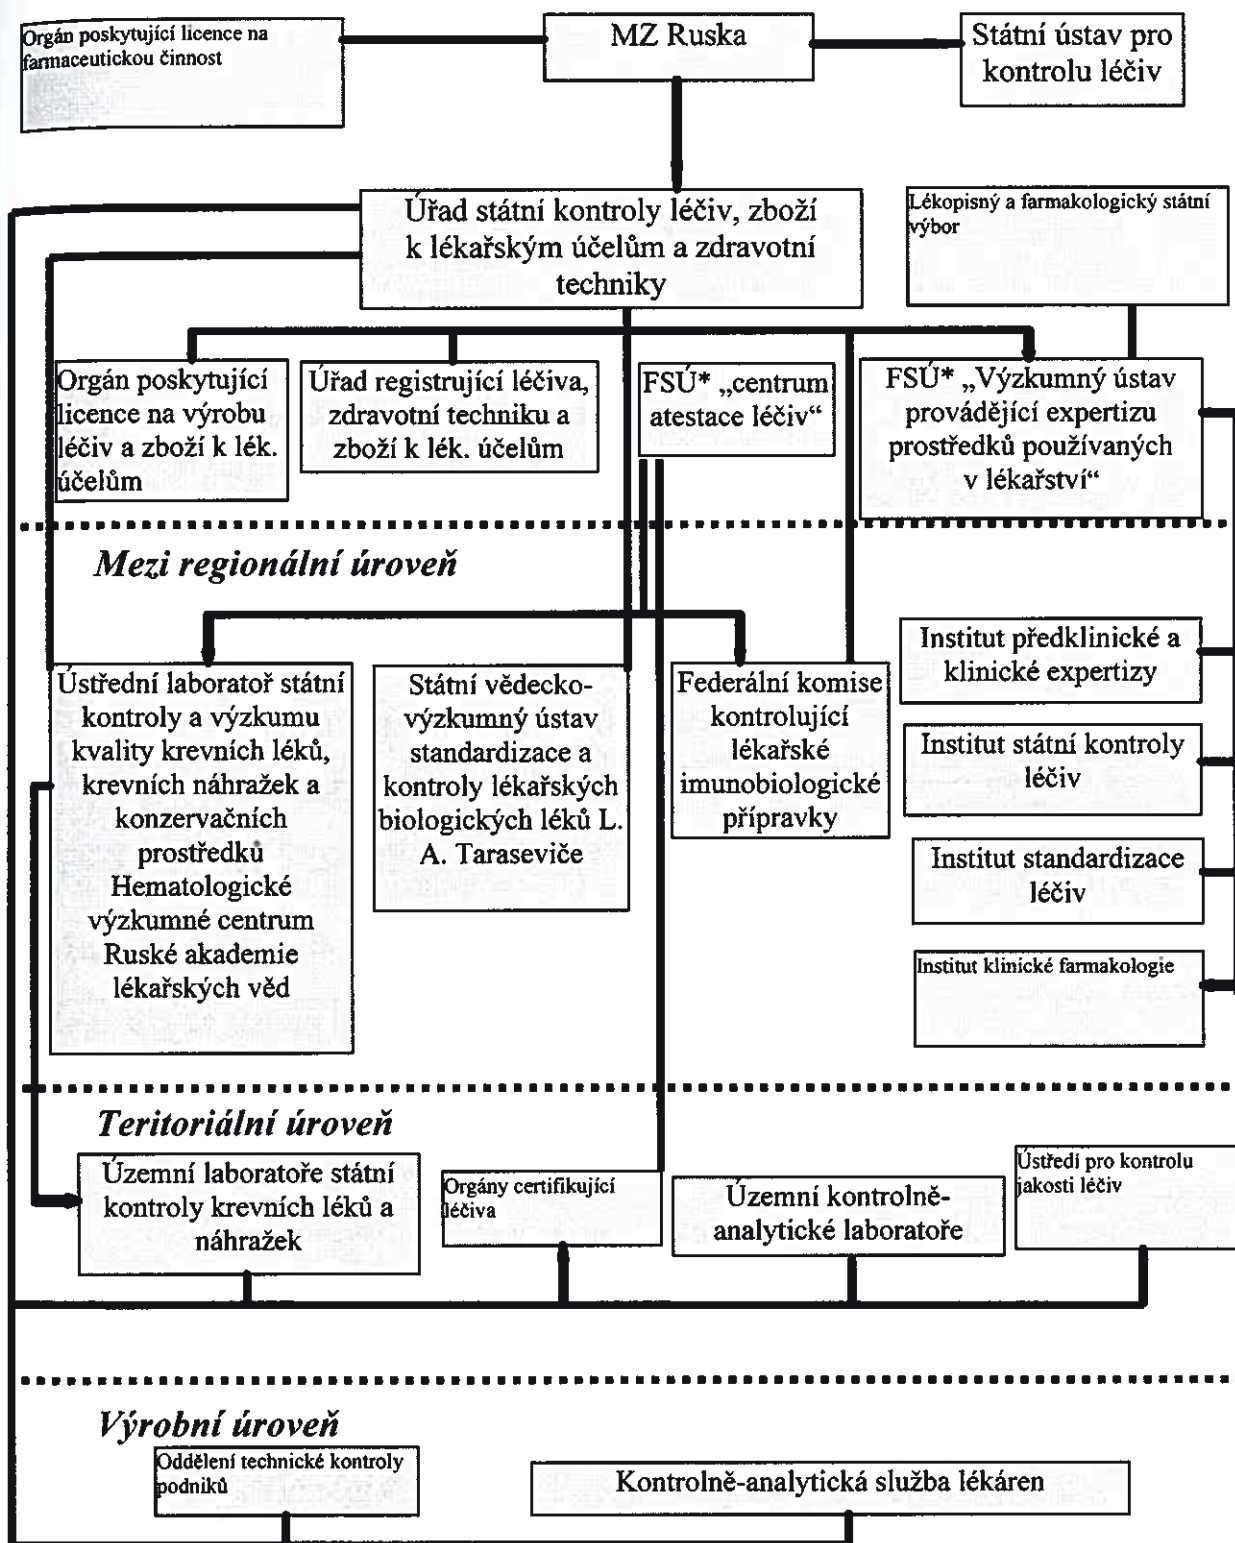 Orgán poskytující licence na
farmaceutickou činnost
MZ Ruska
Státní ústav pro
kontrolu léčiv
Úřad státní kontroly léčiv, zboží
k lékařským účelům a zdravotní
techniky
Lékopisný a farmakologický státní
výbor
Orgán poskytující
licence na výrobu
léčiv a zboží k lék.
účelům
Úřad registrující léčiva,
zdravotní techniku a
zboží k lék. účelům
FSÚ* „centrum
atestace léčiv“
FSÚ* „Výzkumný ústav
provádějící expertizu
prostředků používaných
v lékařství“
Mezi regionální úroveň
Ústřední laboratoř státní
kontroly a výzkumu
kvality krevních léků,
krevních náhražek a
konzervačních
prostředků
Hematologické
výzkumné centrum
Ruské akademie
lékařských věd
Státní vědecko-
výzkumný ústav
standardizace a
kontroly lékařských
biologických léků L.
A. Taraseviče
Federální komise
kontrolující
lékařské
imunobiologické
přípravky
Institut předklinické a
klinické expertizy
Institut státní kontroly
léčiv
Institut standardizace
léčiv
Institut klinické farmakologie
Teritoriální úroveň
Územní laboratoře státní
kontroly krevních léků a
náhražek
Orgány certifikující
léčiva
Územní kontrolně-
analytické laboratoře
Ústředí pro kontrolu
jakosti léčiv
Výrobní úroveň
Oddělení technické kontroly
podniků
Kontrolně-analytická služba lékáren